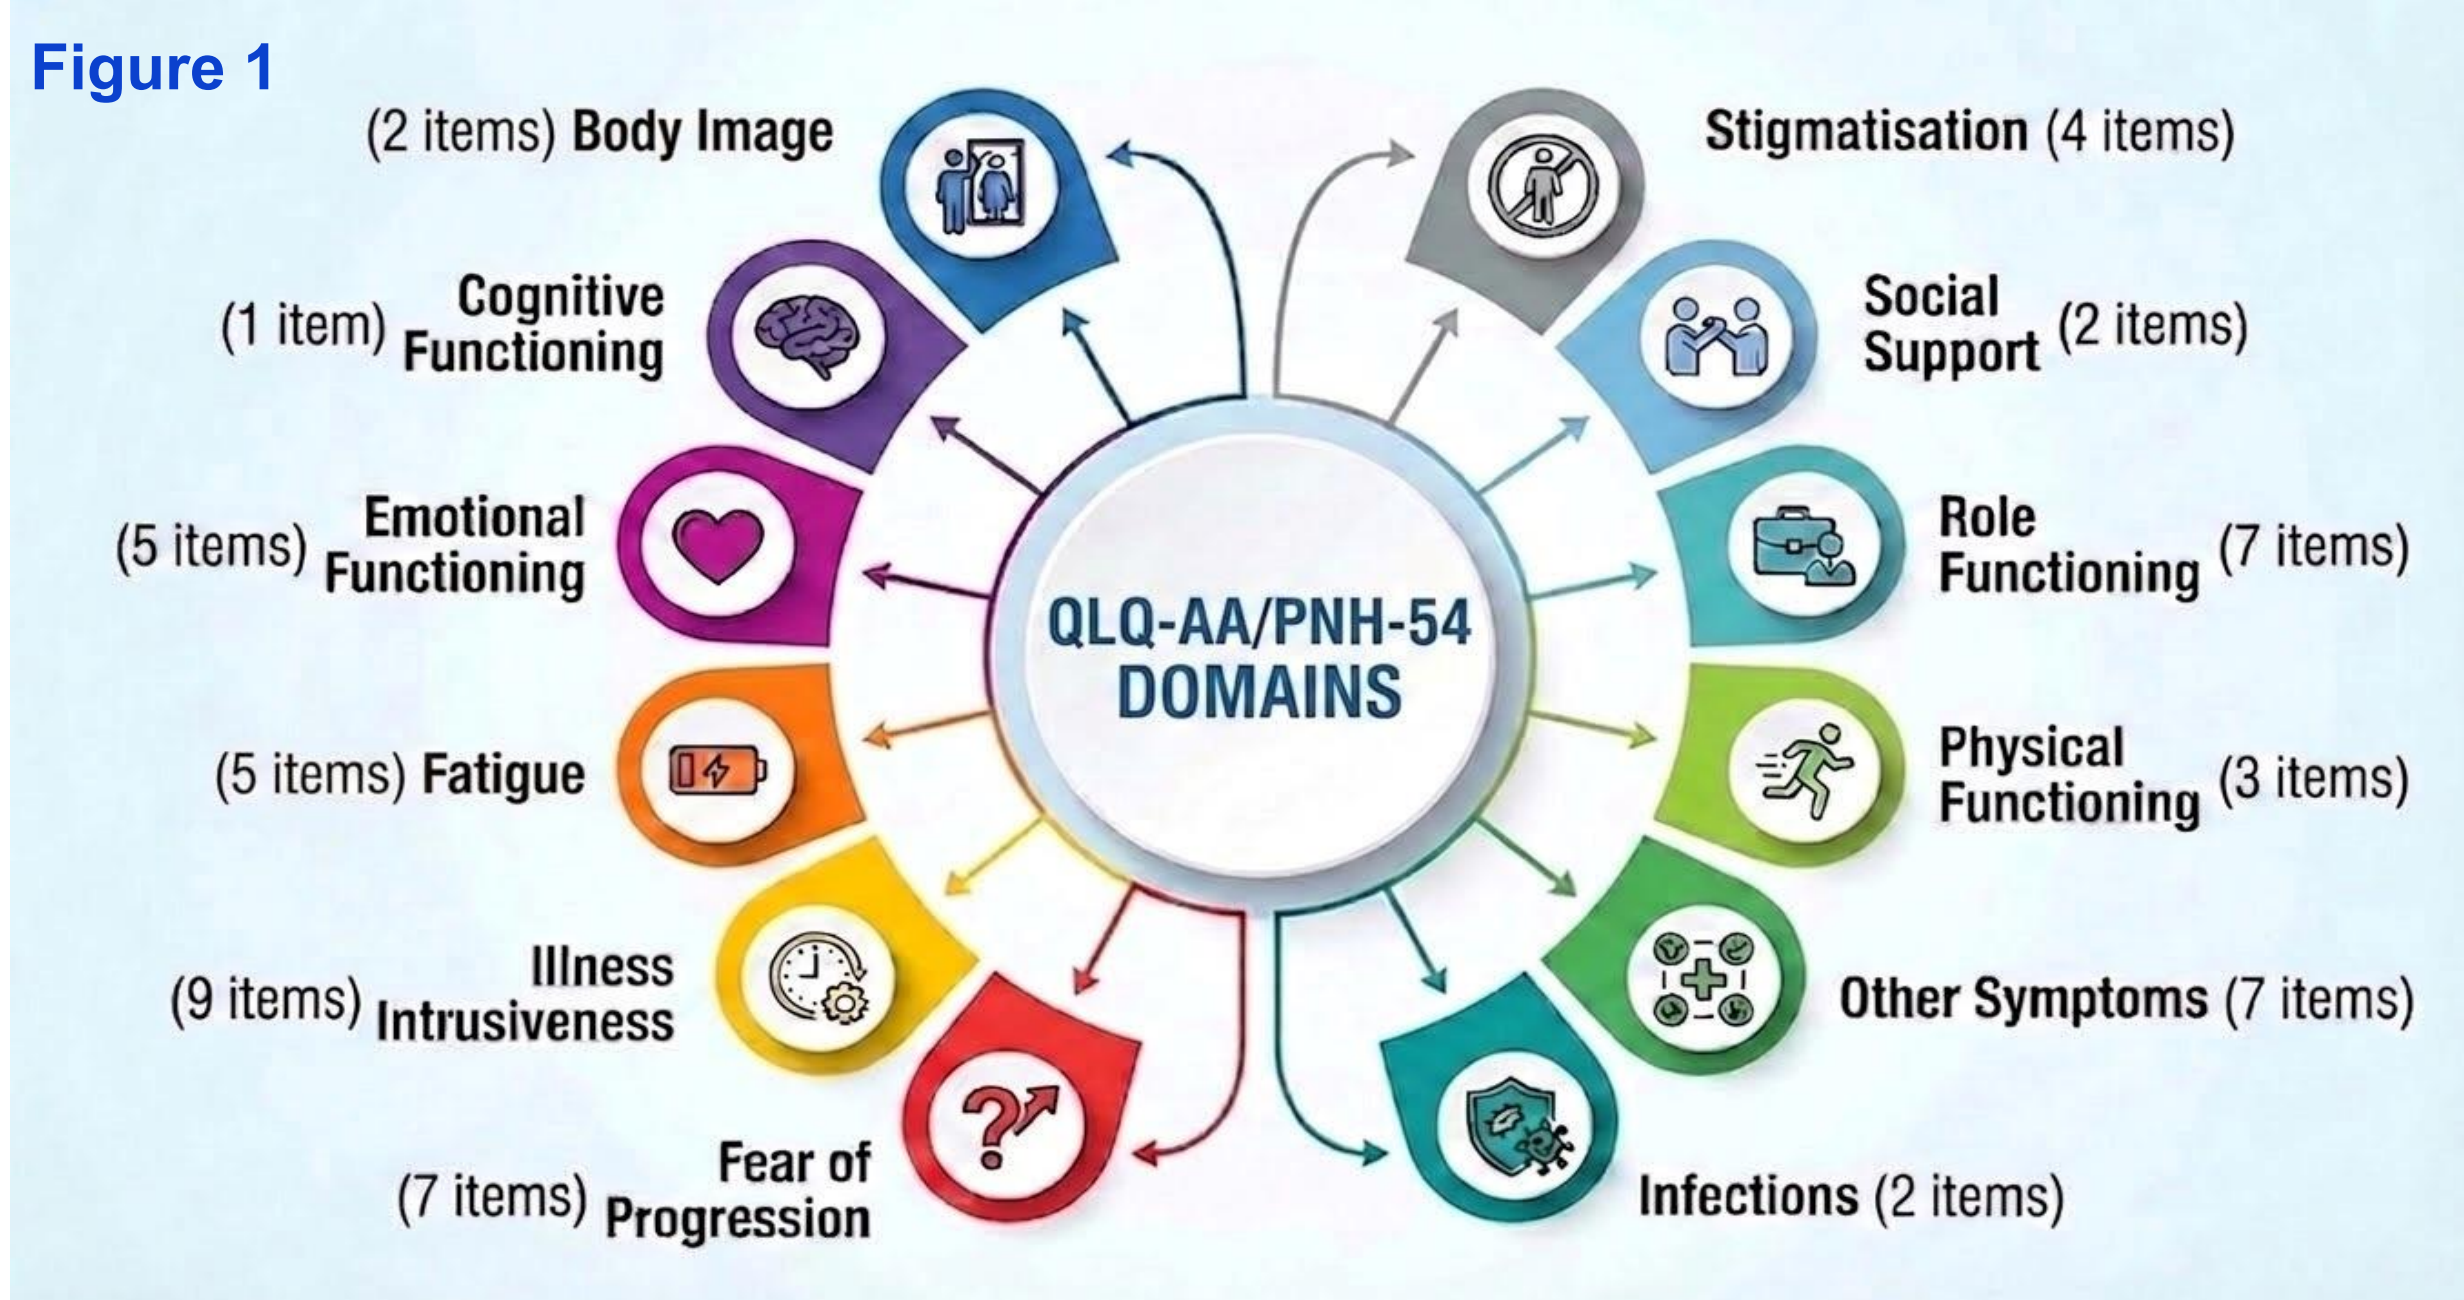 Figure 1
(2 items) Body Image
(1 item) Cognitive
Functioning
(5 items) Emotional
Functioning
(5 items) Fatigue
(9 items) Illness
Intrusiveness
(7 items) Fear of
Progression
QLQ-AA/PNH-54
DOMAINS
Stigmatisation (4 items)
Social
Support (2 items)
Role
Functioning (7 items)
Physical
Functioning (3 items)
Other Symptoms (7 items)
Infections (2 items)